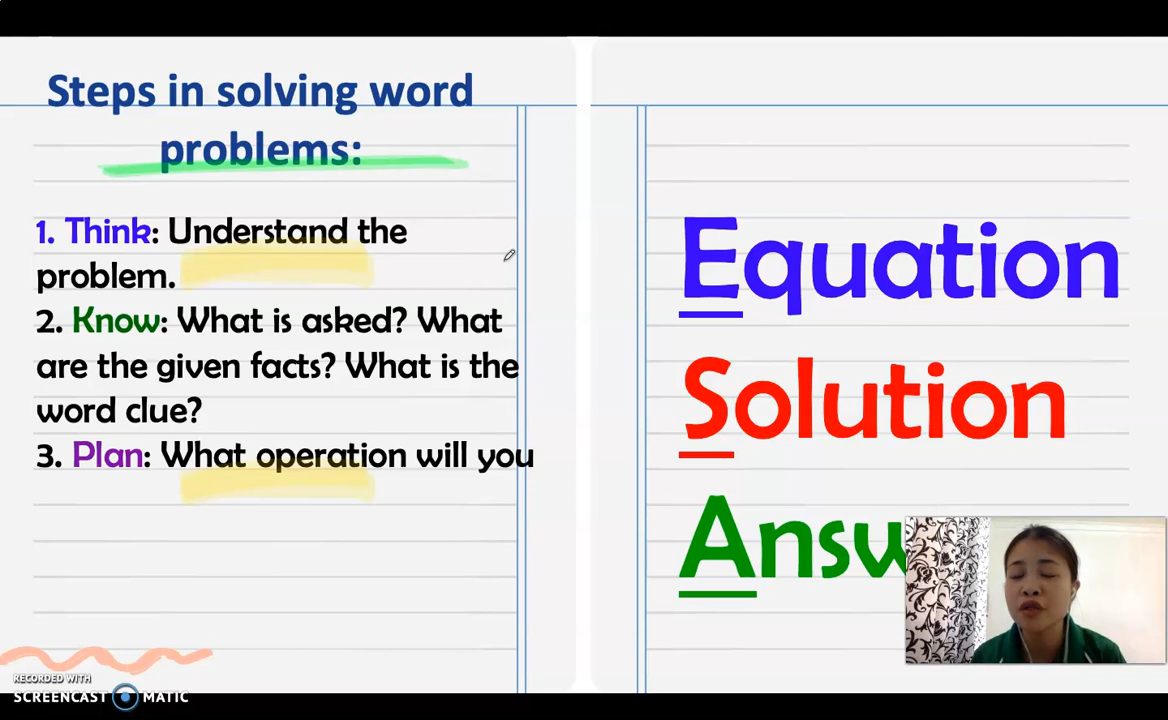 Steps in solving word
problems:
1. Think: Understand the
problem.
2. Know: What is asked? What
are the given facts? What is the
word clue?
3. Plan: What operation will you
Equation
Solution
Answ
RECORDED WITH
SCREENCAST MATIC